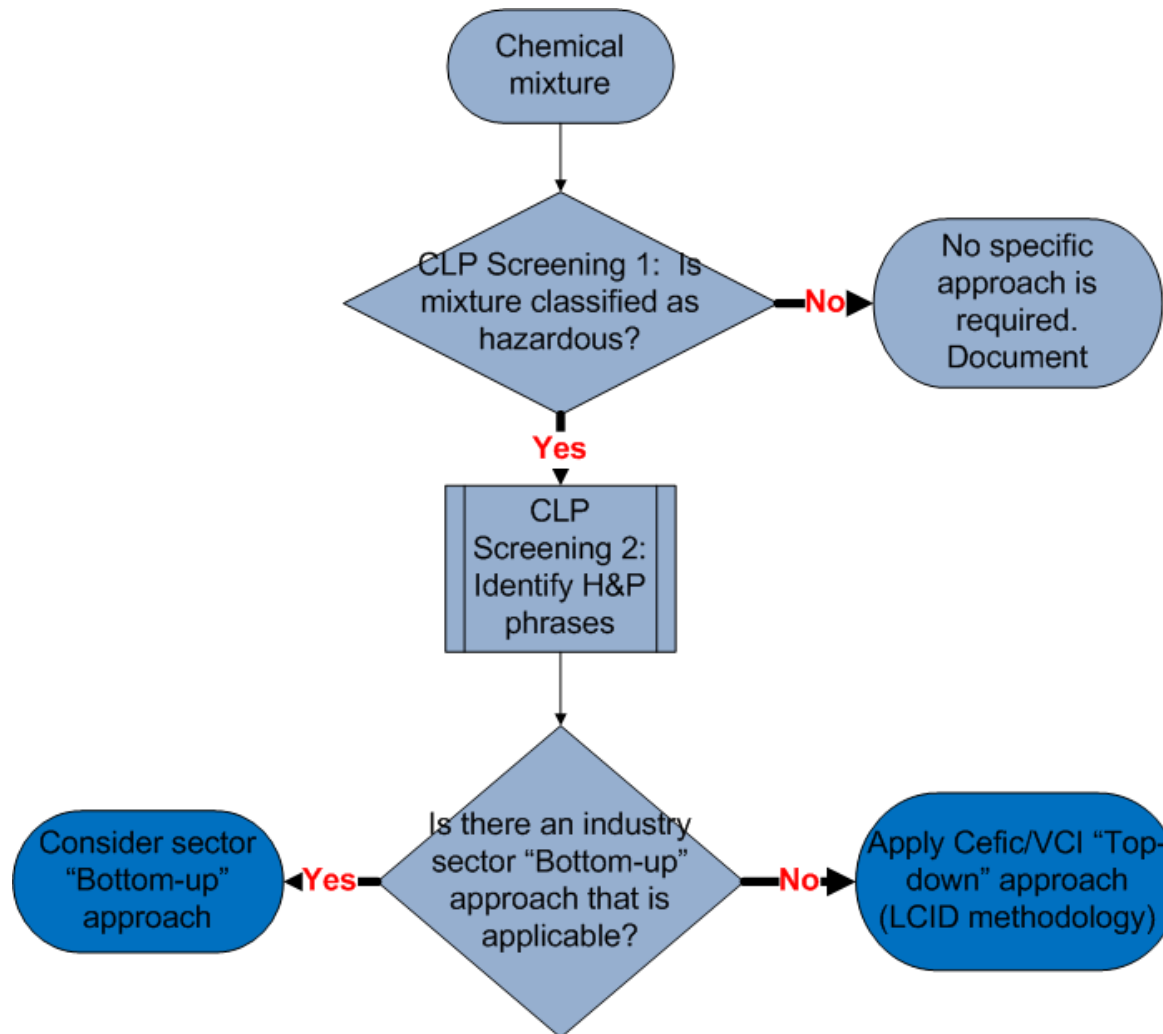 Chemical
mixture
CLP Screening 1:  Is
mixture classified as
hazardous?
No
No specific
approach is
required.
Document
Yes
CLP
Screening 2:
Identify H&P
phrases
Is there an industry
sector “Bottom-up”
approach that is
applicable?
Yes
Consider sector
“Bottom-up”
approach
No
Apply Cefic/VCI “Top-
down” approach
(LCID methodology)